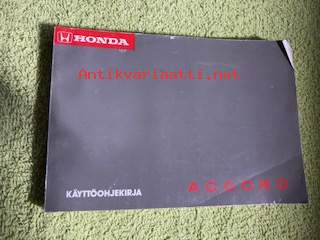 HONDA
Antikvariaatti.net
ACCORD
KÄYTTÖOHJEKIRJA